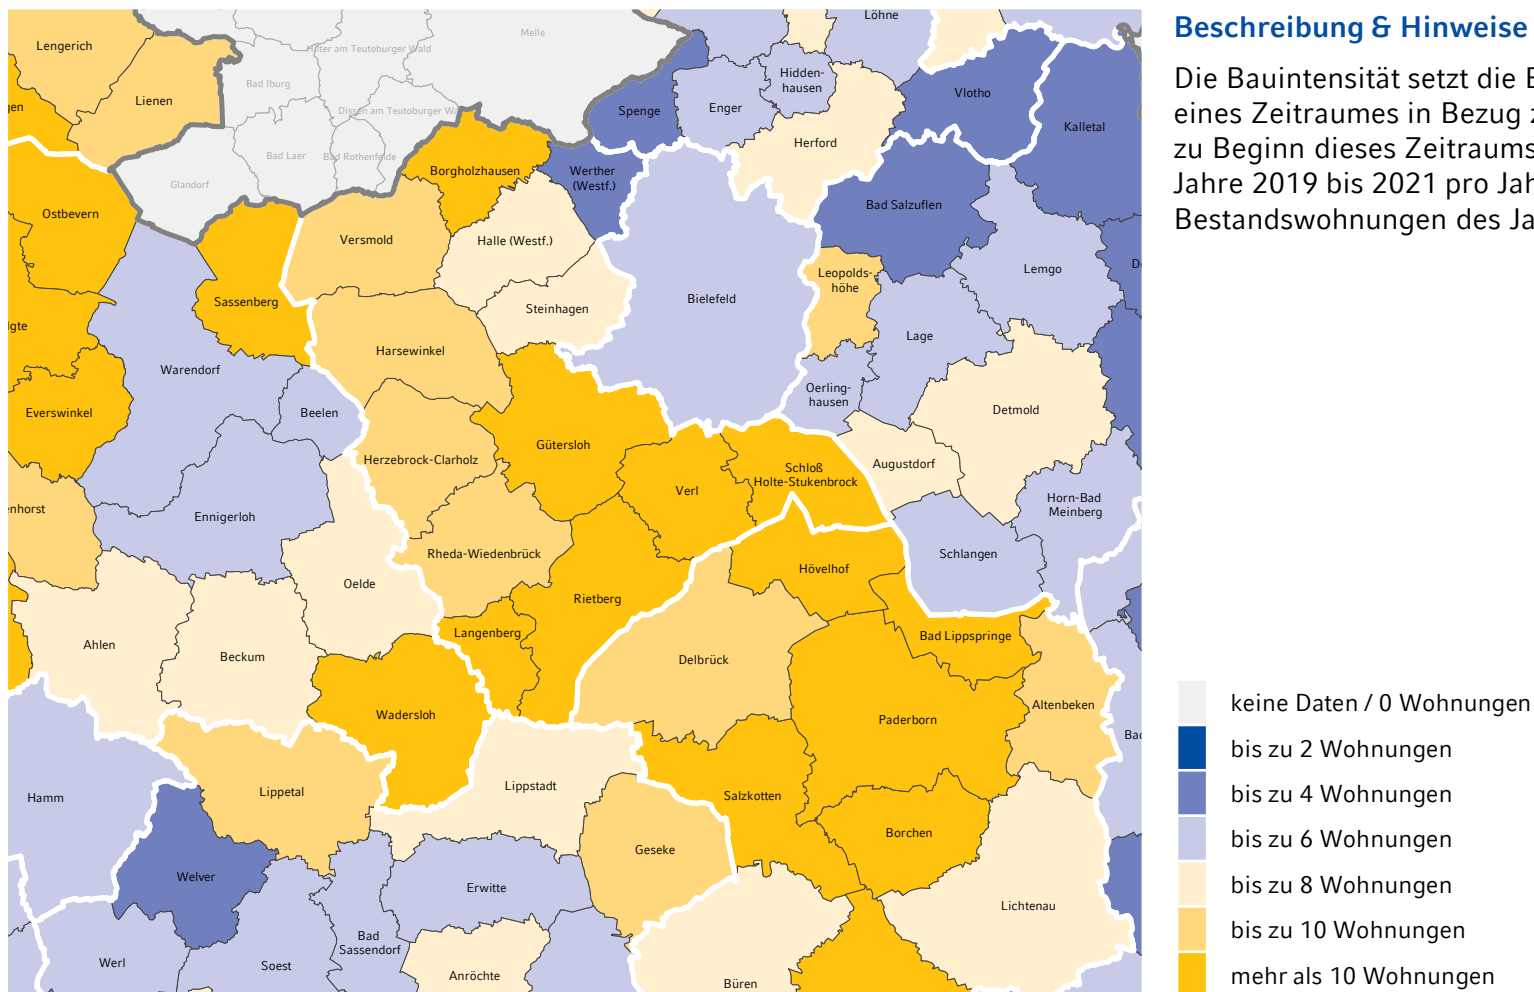 Beschreibung & Hinweise
Die Bauintensität setzt die
eines Zeitraumes in Bezug
zu Beginn dieses Zeitraums
Jahre 2019 bis 2021 pro
Bestandswohnungen des
Löhne
Melle
Lengerich
Hilter am Teutoburger Wald
Bad Iburg
Hidden-
hausen
Vlotho
Lienen
Dissen am Teutoburger
Spenge
Enger
Kalletal
Herford
Bad Laer
Bad Rothenfelde
Borgholzhausen
Werther
(Westf.)
Glandorf
Ostbevern
Bad Salzuflen
Versmold
Halle (Westf.)
Lemgo
Leopolds-
höhe
Sassenberg
Bielefeld
Steinhagen
Lage
Harsewinkel
Warendorf
Oerling-
hausen
Everswinkel
Beelen
Detmold
Gütersloh
Herzebrock-Clarholz
Augustdorf
Schloß
Holte-Stukenbrock
Verl
Horn-Bad
Meinberg
Ennigerloh
Rheda-Wiedenbrück
Schlangen
Oelde
Hövelhof
Rietberg
Langenberg
Bad Lippspringe
Ahlen
Beckum
Delbrück
Altenbeken
Wadersloh
Paderborn
Lippstadt
Lippetal
Hamm
Salzkotten
Borchen
Geseke
Welver
Erwitte
Lichtenau
Bad
Sassendorf
Werl
Soest
Anröchte
Büren
keine Daten / 0 Wohnungen
bis zu 2 Wohnungen
bis zu 4 Wohnungen
bis zu 6 Wohnungen
bis zu 8 Wohnungen
bis zu 10 Wohnungen
mehr als 10 Wohnungen